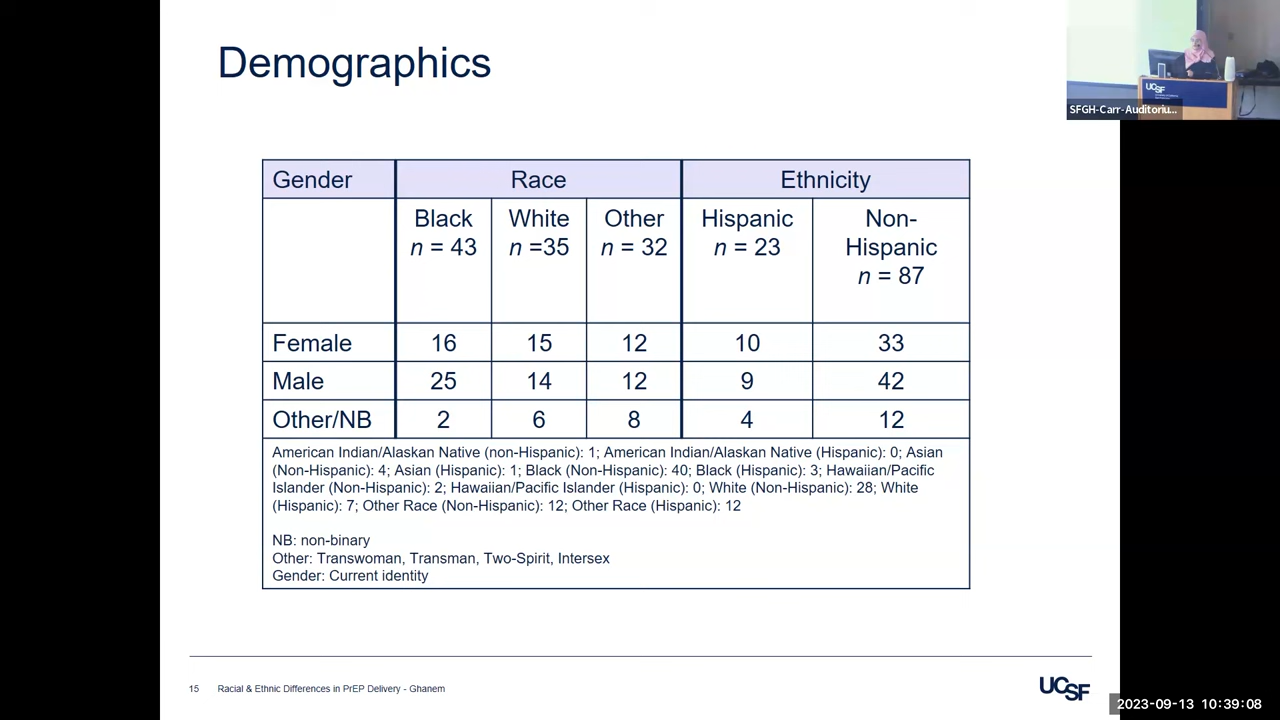 Demographics
UCSF
SFGH-Carr-Auditoriu...
Gender Race Ethnicity
Black White Other Hispanic Non-
n = 43 n =35 n = 32 n = 23 Hispanic
n = 87
Female 16 15 12 10 33
Male 25 14 12 9 42
Other/NB 2 6 8 4 12
American Indian/Alaskan Native (non-Hispanic): 1; American Indian/Alaskan Native (Hispanic): 0; Asian
(Non-Hispanic): 4; Asian (Hispanic): 1; Black (Non-Hispanic): 40; Black (Hispanic): 3; Hawaiian/Pacific
Islander (Non-Hispanic): 2; Hawaiian/Pacific Islander (Hispanic): 0; White (Non-Hispanic): 28; White
(Hispanic): 7; Other Race (Non-Hispanic): 12; Other Race (Hispanic): 12
NB: non-binary
Other: Transwoman, Transman, Two-Spirit, Intersex
Gender: Current identity
15 Racial & Ethnic Differences in PrEP Delivery - Ghanem
UCSF
2023-09-13 10:39:08